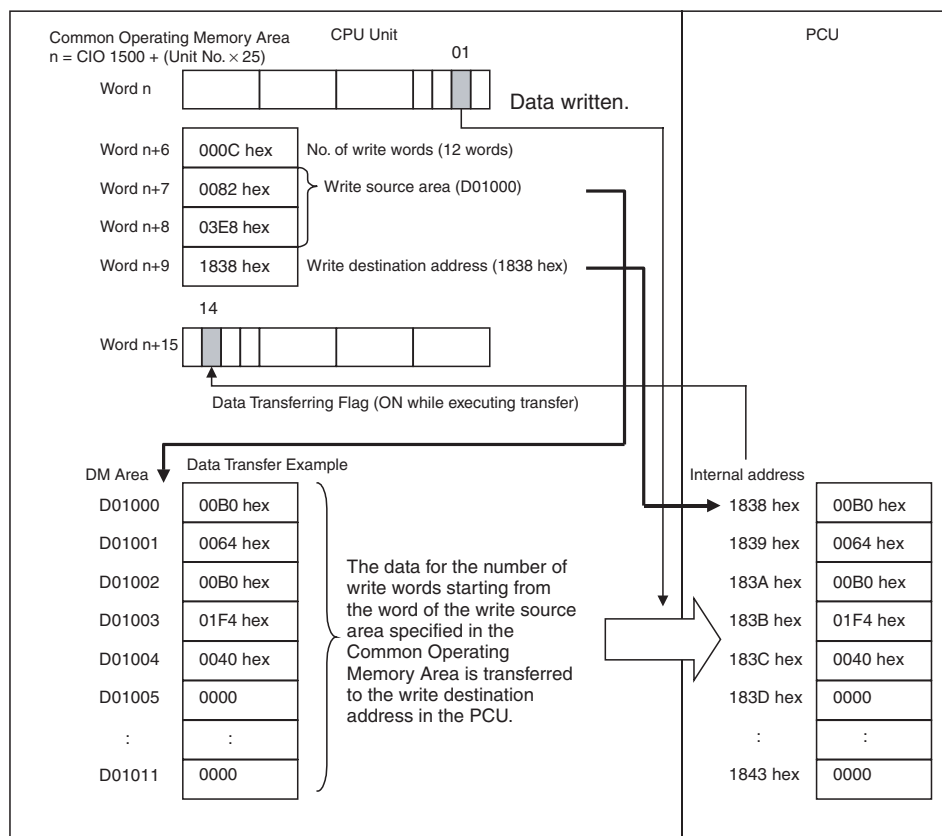 CPU Unit
PCU
Common Operating Memory Area
n = CIO 1500 + (Unit No. × 25)
01
Word n
Data written.
Word n+6 000C hex No. of write words (12 words)
Word n+7 0082 hex Write source area (D01000)
Word n+8 03E8 hex
Word n+9 1838 hex Write destination address (1838 hex)
14
Word n+15
Data Transferring Flag (ON while executing transfer)
DM Area Data Transfer Example
D01000 00B0 hex
D01001 0064 hex
D01002 00B0 hex
D01003 01F4 hex
D01004 0040 hex
D01005 0000
: :
D01011 0000
The data for the number of
write words starting from
the word of the write source
area specified in the
Common Operating
Memory Area is transferred
to the write destination
address in the PCU.
Internal address
1838 hex 00B0 hex
1839 hex 0064 hex
183A hex 00B0 hex
183B hex 01F4 hex
183C hex 0040 hex
183D hex 0000
: :
1843 hex 0000